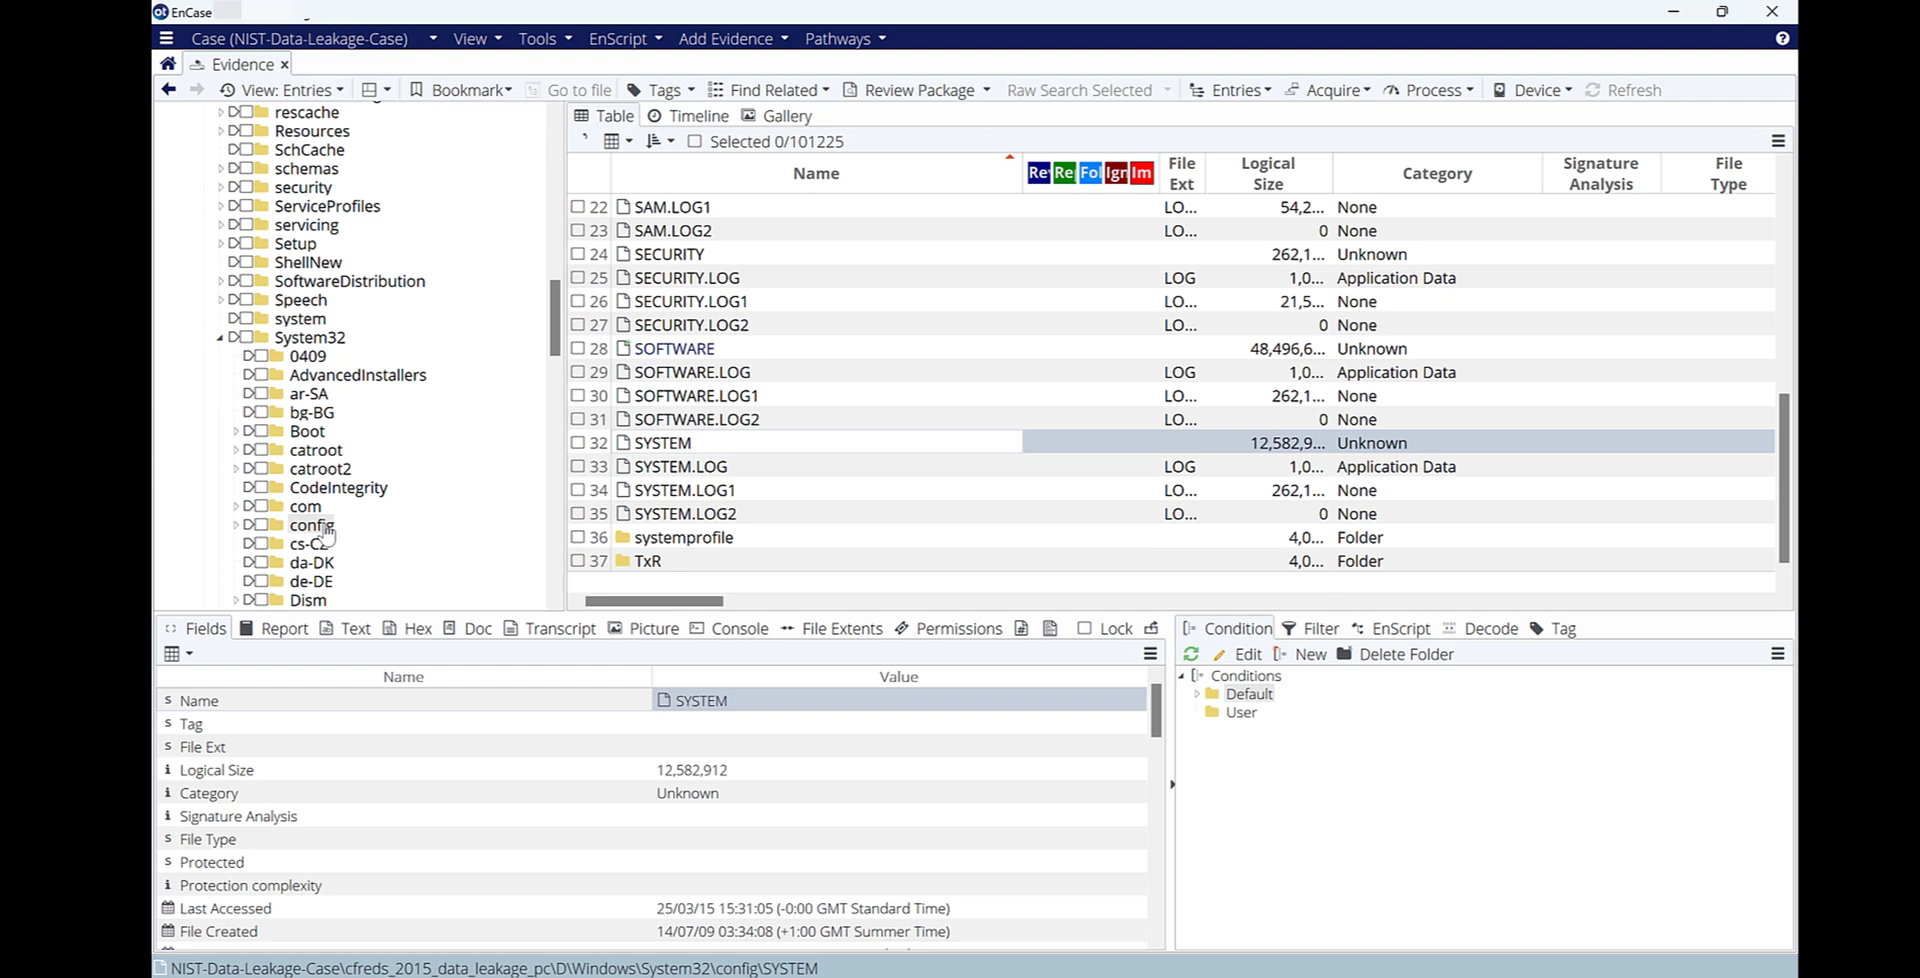 EnCase
Case (NIST-Data-Leakage-Case) View Tools EnScript Add Evidence Pathways
Evidence
View: Entries Bookmark Go to file Tags Find Related Review Package Raw Search Selected Entries Acquire Process Device Refresh
rescache
Resources
SchCache
schemas
security
ServiceProfiles
servicing
Setup
ShellNew
SoftwareDistribution
Speech
system
System32
0409
AdvancedInstallers
ar-SA
bg-BG
Boot
catroot
catroot2
CodeIntegrity
com
config
da-DK
de-DE
Dism
Table Timeline Gallery
Selected 0/101225
Name Re Re Fol Igr Im File Ext Logical Size Category Signature Analysis File Type
22 SAM.LOG1 LO... 54,2... None
23 SAM.LOG2 LO... 0 None
24 SECURITY 262,1... Unknown
25 SECURITY.LOG LOG 1,0... Application Data
26 SECURITY.LOG1 LO... 21,5... None
27 SECURITY.LOG2 LO... 0 None
28 SOFTWARE 48,496,6... Unknown
29 SOFTWARE.LOG LOG 1,0... Application Data
30 SOFTWARE.LOG1 LO... 262,1... None
31 SOFTWARE.LOG2 LO... 0 None
32 SYSTEM 12,582,9... Unknown
33 SYSTEM.LOG LOG 1,0... Application Data
34 SYSTEM.LOG1 LO... 262,1... None
35 SYSTEM.LOG2 LO... 0 None
36 systemprofile 4,0... Folder
37 TxR 4,0... Folder
Fields Report Text Hex Doc Transcript Picture Console File Extents Permissions Lock
Name Value
s Name SYSTEM
s Tag
s File Ext
i Logical Size 12,582,912
i Category Unknown
i Signature Analysis
s File Type
s Protected
i Protection complexity
Last Accessed 25/03/15 15:31:05 (-0:00 GMT Standard Time)
File Created 14/07/09 03:34:08 (+1:00 GMT Summer Time)
Condition Filter EnScript Decode Tag
Edit New Delete Folder
Conditions
Default
User
NIST-Data-Leakage-Case\cfreds_2015_data_leakage_pc\D\Windows\System32\config\SYSTEM